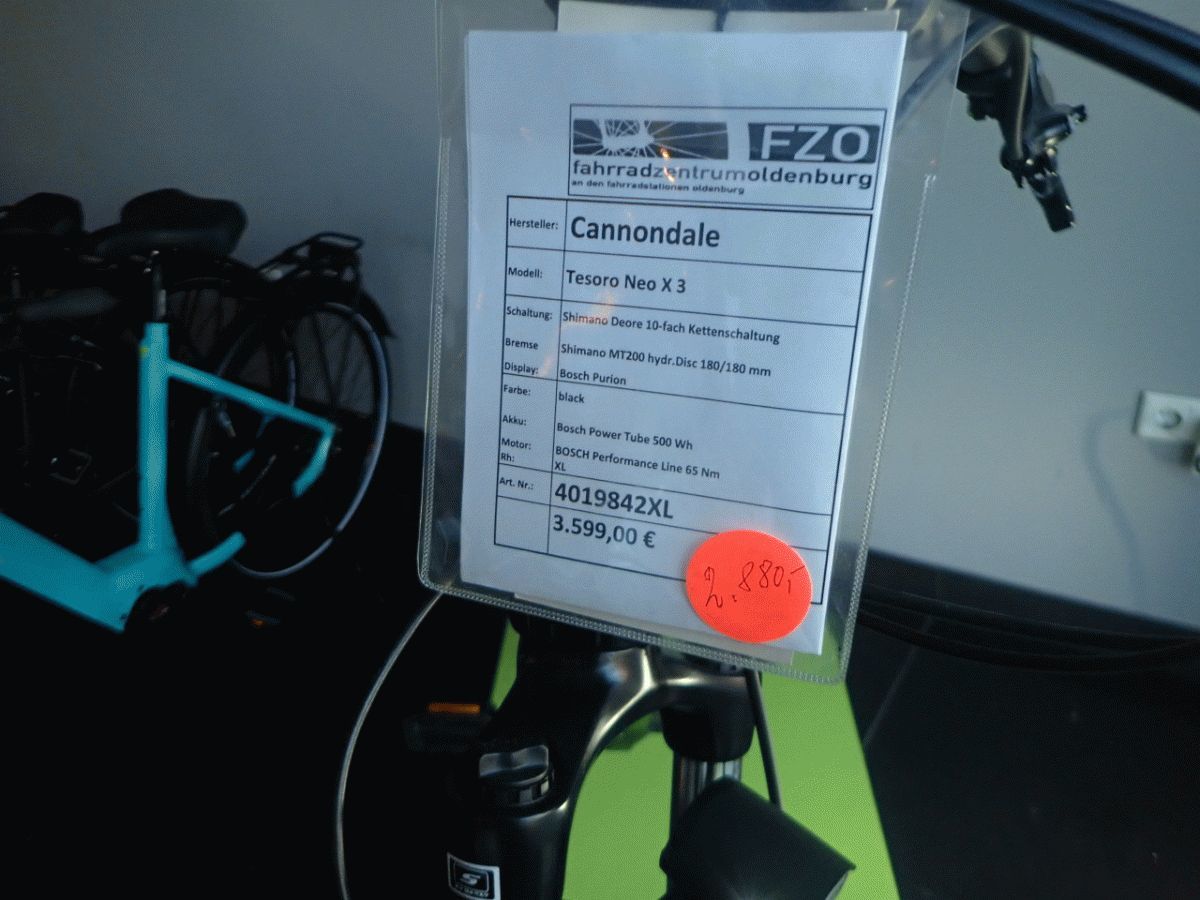 FZO
fahrradzentrumoldenburg
an den fahrradstationen oldenburg
Hersteller: Cannondale
Modell: Tesoro Neo X 3
Schaltung: Shimano Deore 10-fach Kettenschaltung
Bremse Shimano MT200 hydr.Disc 180/180 mm
Display: Bosch Purion
Farbe: black
Akku: Bosch Power Tube 500 Wh
Motor: BOSCH Performance Line 65 Nm
Rh: XL
Art. Nr.: 4019842XL
3.599,00 €
2.880,-